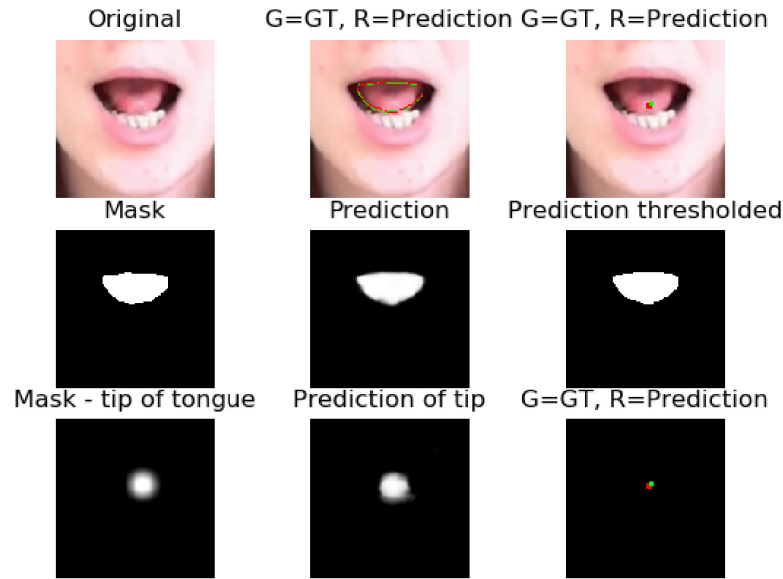 Original
G=GT, R=Prediction
G=GT, R=Prediction
Mask
Prediction
Prediction thresholded
Mask - tip of tongue
Prediction of tip
G=GT, R=Prediction